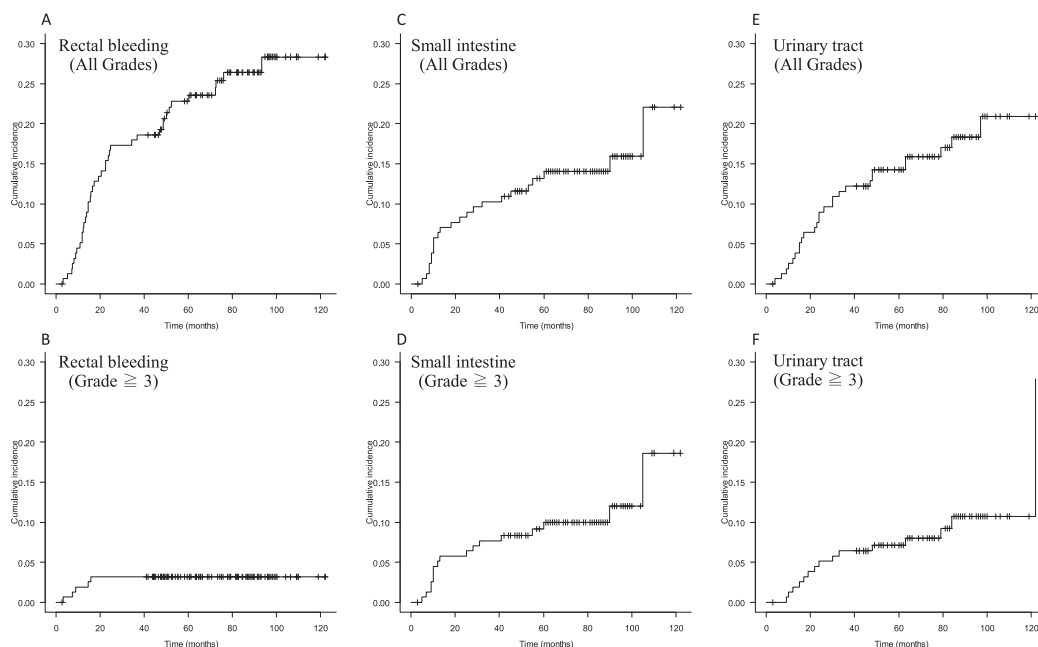 A
Rectal bleeding
(All Grades)
0.30
0.25
0.20
0.15
0.10
0.05
0.00
Cumulative incidence
0 20 40 60 80 100 120
Time (months)
C
Small intestine
(All Grades)
0.30
0.25
0.20
0.15
0.10
0.05
0.00
Cumulative incidence
0 20 40 60 80 100 120
Time (months)
E
Urinary tract
(All Grades)
0.30
0.25
0.20
0.15
0.10
0.05
0.00
Cumulative incidence
0 20 40 60 80 100 120
Time (months)
B
Rectal bleeding
(Grade ≧ 3)
0.30
0.25
0.20
0.15
0.10
0.05
0.00
Cumulative incidence
0 20 40 60 80 100 120
Time (months)
D
Small intestine
(Grade ≧ 3)
0.30
0.25
0.20
0.15
0.10
0.05
0.00
Cumulative incidence
0 20 40 60 80 100 120
Time (months)
F
Urinary tract
(Grade ≧ 3)
0.30
0.25
0.20
0.15
0.10
0.05
0.00
Cumulative incidence
0 20 40 60 80 100 120
Time (months)